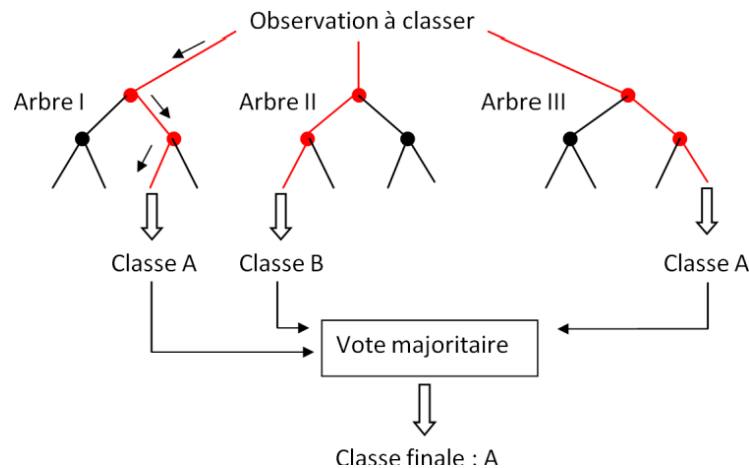 Observation à classer
Arbre I
Arbre II
Arbre III
Classe A
Classe B
Classe A
Vote majoritaire
Classe finale : A